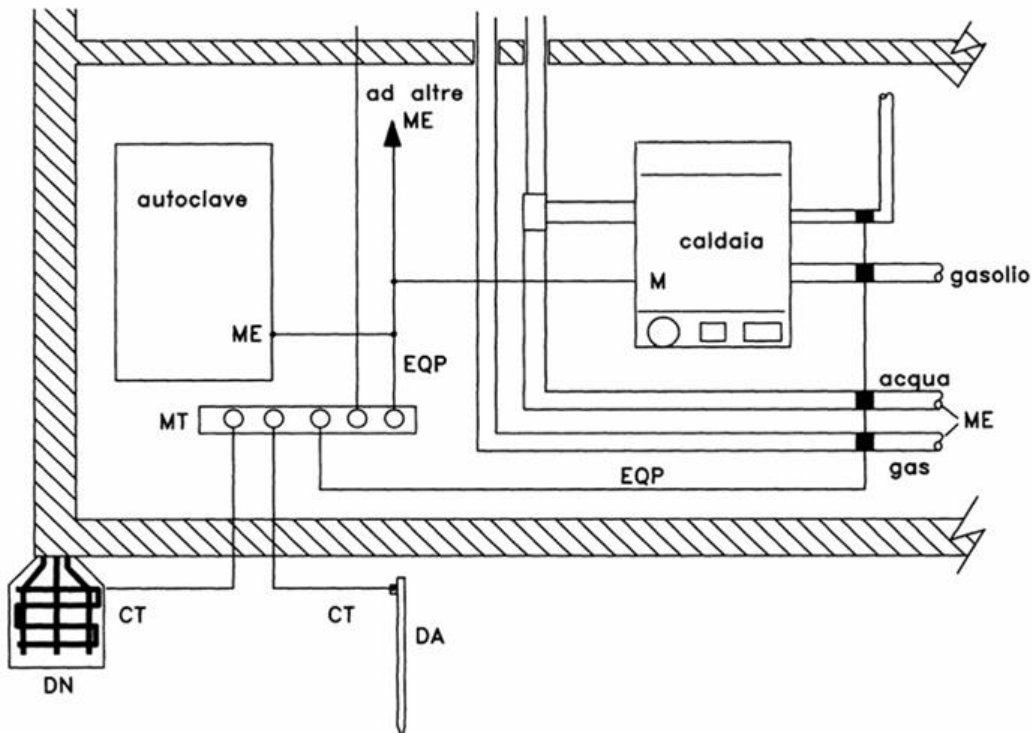 ad altre
ME
autoclave
caldaia
M
gasolio
ME
EQP
acqua
MT
ME
gas
EQP
CT
CT
DA
DN